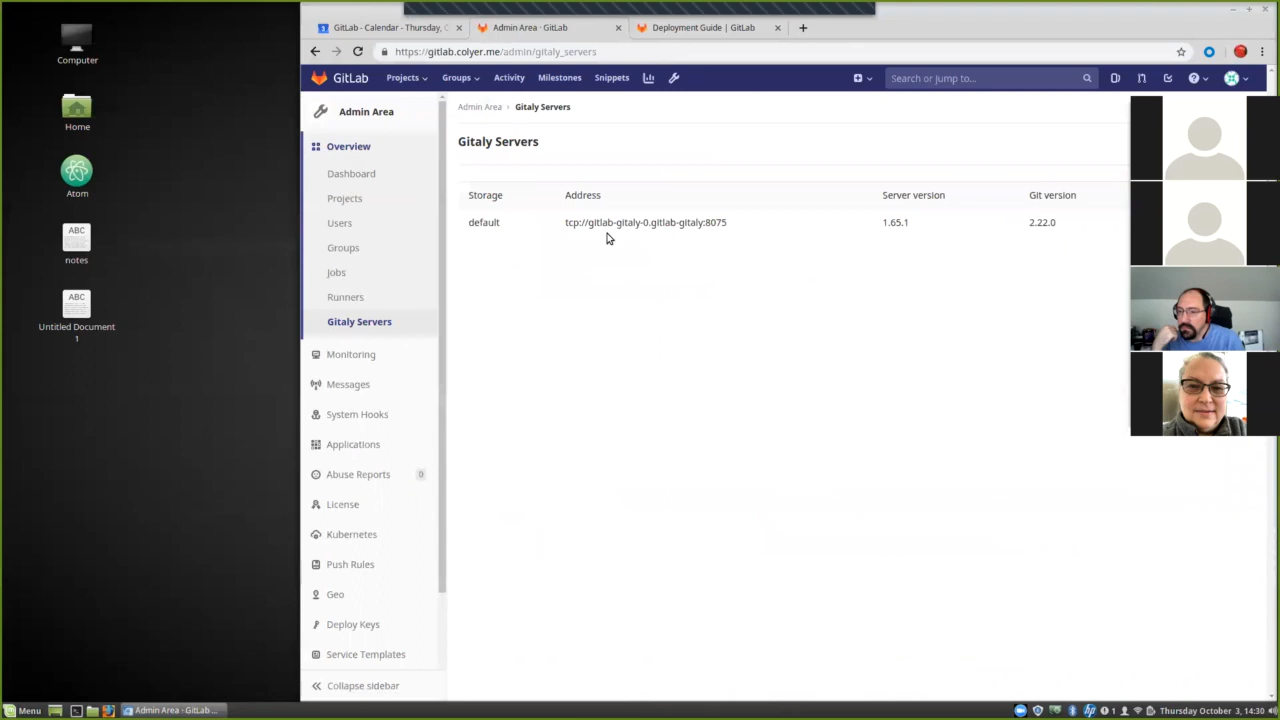 Computer
Home
Atom
ABC
notes
ABC
Untitled Document
1
GitLab - Calendar - Thursday,
Admin Area · GitLab
Deployment Guide | GitLab
https://gitlab.colyer.me/admin/gitaly_servers
GitLab
Projects
Groups
Activity
Milestones
Snippets
Search or jump to...
Admin Area
Overview
Dashboard
Projects
Users
Groups
Jobs
Runners
Gitaly Servers
Monitoring
Messages
System Hooks
Applications
Abuse Reports 0
License
Kubernetes
Push Rules
Geo
Deploy Keys
Service Templates
Collapse sidebar
Admin Area › Gitaly Servers
Gitaly Servers
Storage Address Server version Git version
default tcp://gitlab-gitaly-0.gitlab-gitaly:8075 1.65.1 2.22.0
Menu
Admin Area · GitLab ...
1
Thursday October 3, 14:30